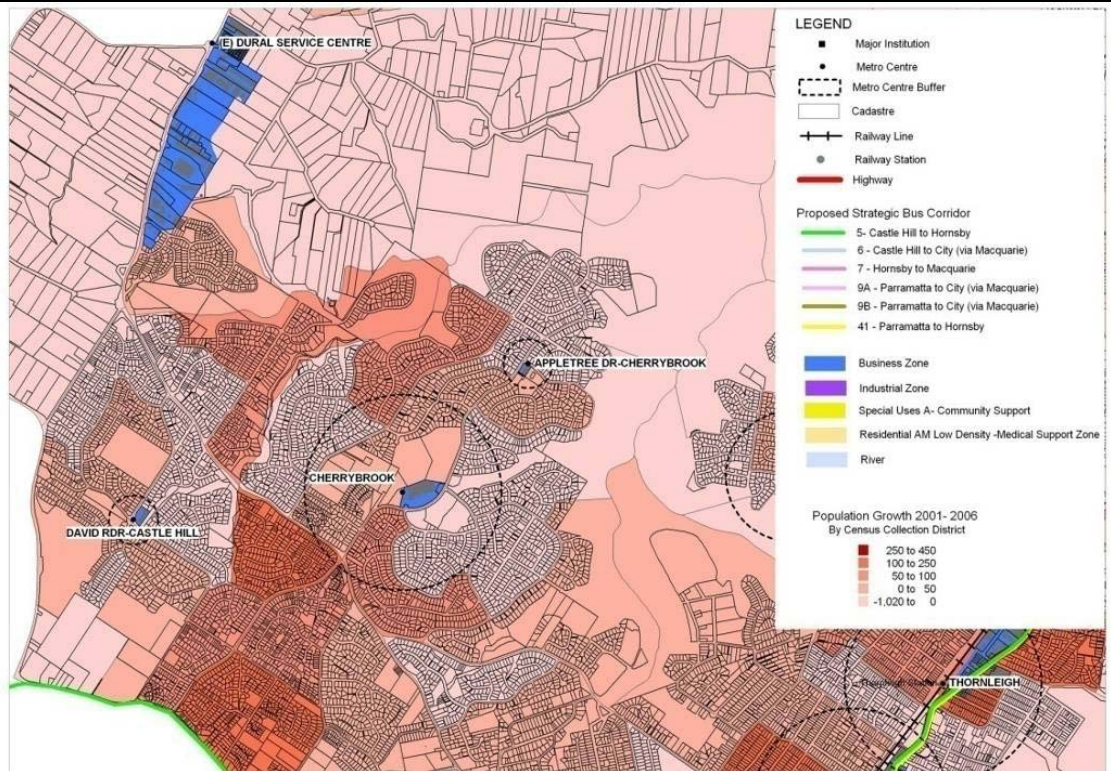 (E) DURAL SERVICE CENTRE
APPLETREE DR-CHERRYBROOK
CHERRYBROOK
DAVID RDR-CASTLE HILL
THORNLEIGH
LEGEND
Major Institution
Metro Centre
Metro Centre Buffer
Cadastre
Railway Line
Railway Station
Highway
Proposed Strategic Bus Corridor
5- Castle Hill to Hornsby
6 - Castle Hill to City (via Macquarie)
7 - Hornsby to Macquarie
9A - Parramatta to City (via Macquarie)
9B - Parramatta to City (via Macquarie)
41 - Parramatta to Hornsby
Business Zone
Industrial Zone
Special Uses A- Community Support
Residential AM Low Density -Medical Support Zone
River
Population Growth 2001- 2006
By Census Collection District
250 to 450
100 to 250
50 to 100
0 to 50
-1,020 to 0